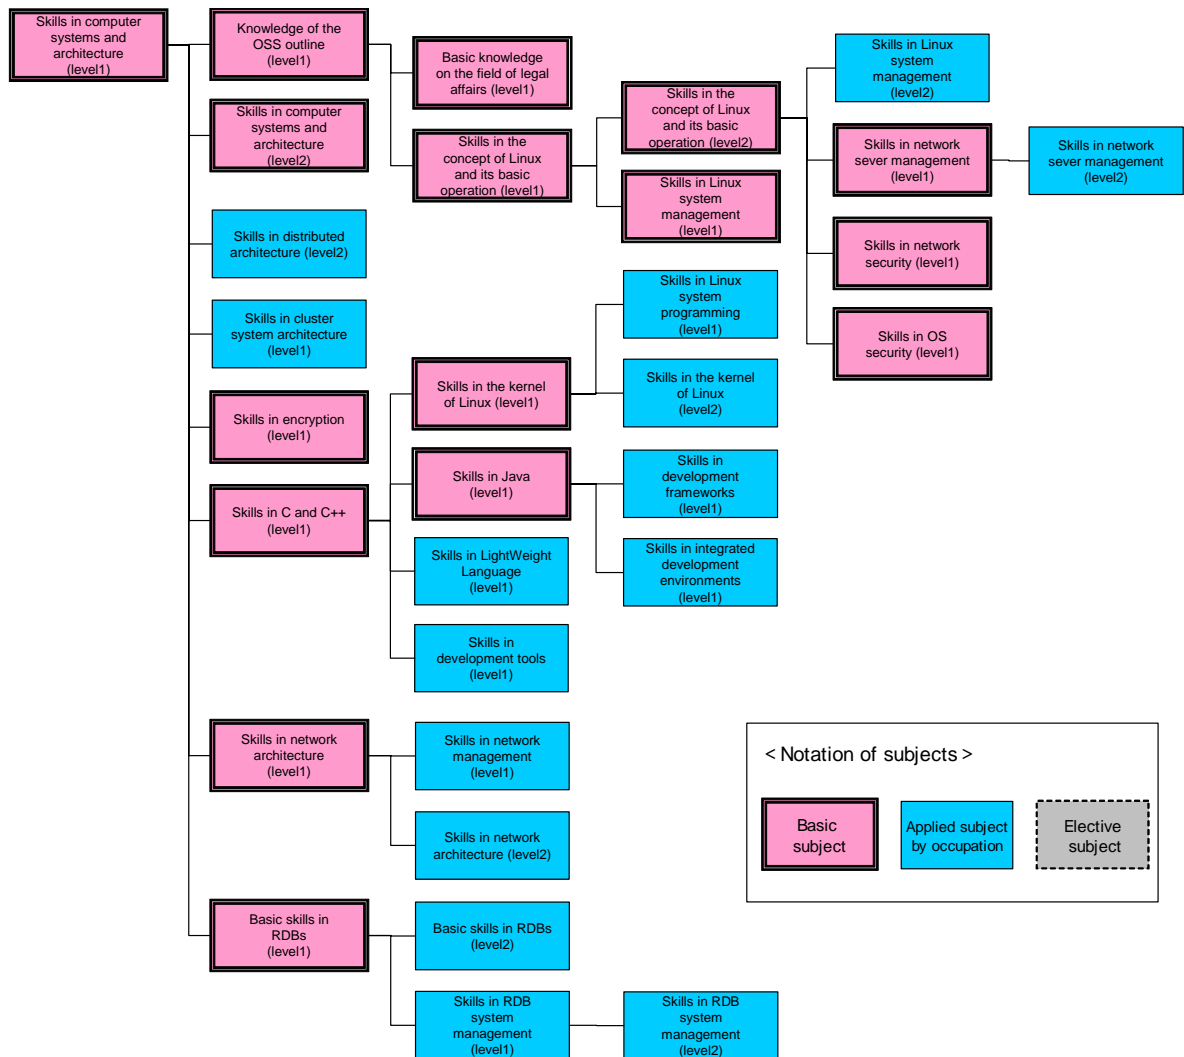 Skills in computer
systems and
architecture
(level1)
Knowledge of the
OSS outline
(level1)
Basic knowledge
on the field of legal
affairs (level1)
Skills in the
concept of Linux
and its basic
operation (level2)
Skills in Linux
system
management
(level2)
Skills in computer
systems and
architecture
(level2)
Skills in the
concept of Linux
and its basic
operation (level1)
Skills in network
sever management
(level1)
Skills in network
sever management
(level2)
Skills in Linux
system
management
(level1)
Skills in distributed
architecture (level2)
Skills in network
security (level1)
Skills in cluster
system architecture
(level1)
Skills in Linux
system
programming
(level1)
Skills in OS
security (level1)
Skills in the kernel
of Linux (level1)
Skills in the kernel
of Linux
(level2)
Skills in encryption
(level1)
Skills in Java
(level1)
Skills in
development
frameworks
(level1)
Skills in C and C++
(level1)
Skills in LightWeight
Language
(level1)
Skills in integrated
development
environments
(level1)
Skills in
development tools
(level1)
Skills in network
architecture
(level1)
Skills in network
management
(level1)
Skills in network
architecture (level2)
Basic skills in
RDBs
(level1)
Basic skills in RDBs
(level2)
Skills in RDB
system
management
(level1)
Skills in RDB
system
management
(level2)
< Notation of subjects >
Basic
subject
Applied subject
by occupation
Elective
subject